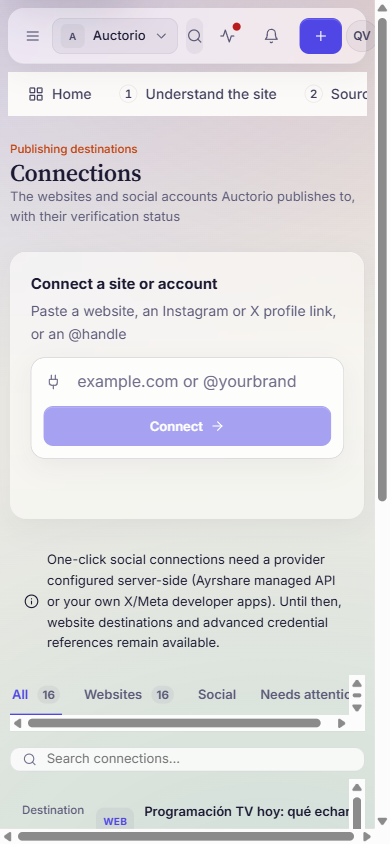 A Auctorio QV
Home 1 Understand the site 2
Publishing destinations
Connections
The websites and social accounts Auctorio publishes to,
with their verification status
Connect a site or account
Paste a website, an Instagram or X profile link,
or an @handle
example.com or @yourbrand
Connect
One-click social connections need a provider
configured server-side (Ayrshare managed API
or your own X/Meta developer apps). Until then,
website destinations and advanced credential
references remain available.
All 16 Websites 16 Social Needs
Search connections...
Destination WEB Programación TV hoy: qué